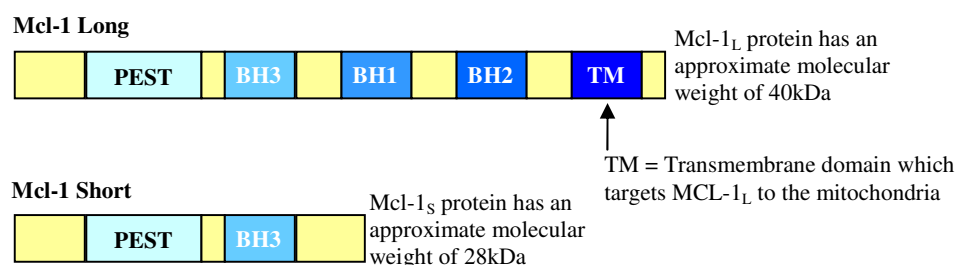 Mcl-1 Long
PEST BH3 BH1 BH2 TM
Mcl-1L protein has an
approximate molecular
weight of 40kDa
TM = Transmembrane domain which
targets MCL-1L to the mitochondria
Mcl-1 Short
PEST BH3
Mcl-1S protein has an
approximate molecular
weight of 28kDa